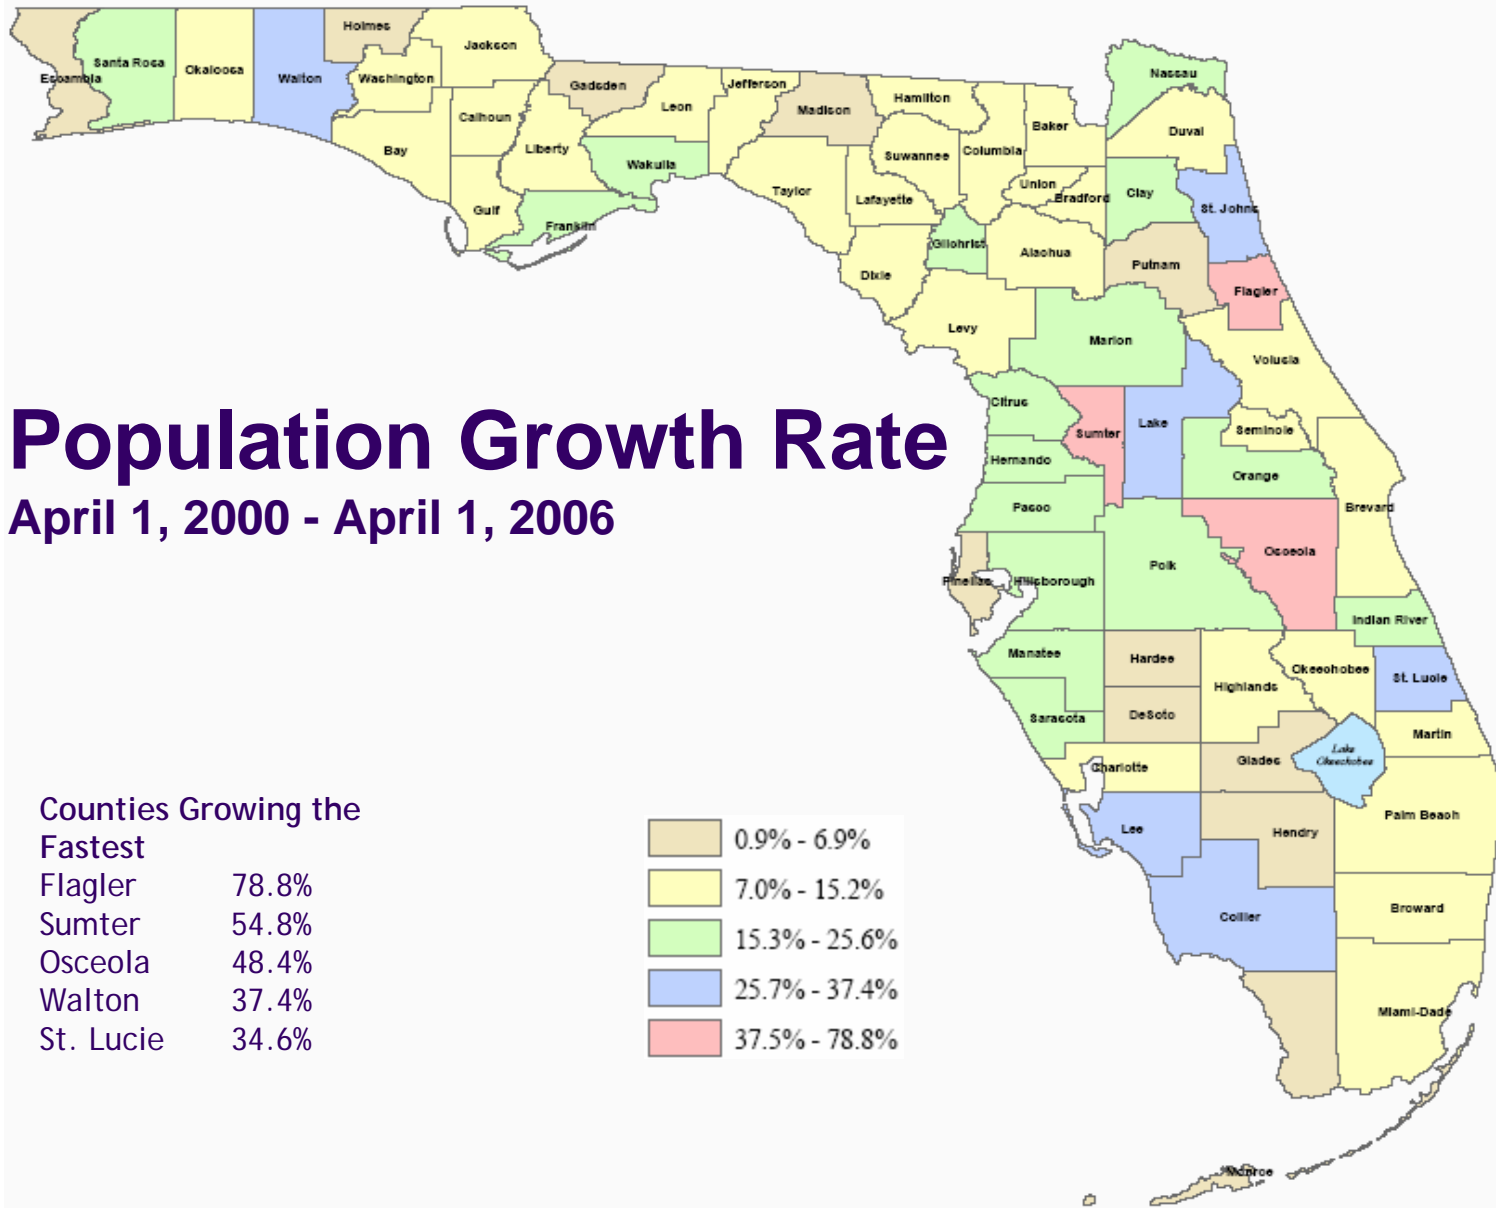 Holmes
Jackson
Escambia
Santa Rosa
Okaloosa
Walton
Washington
Gadsden
Leon
Jefferson
Madison
Hamilton
Nassau
Calhoun
Liberty
Bay
Gulf
Wakulla
Franklin
Taylor
Suwannee
Columbia
Baker
Duval
Lafayette
Union
Bradford
Clay
St. Johns
Gilchrist
Alachua
Putnam
Dixie
Flagler
Levy
Marion
Volusia
Citrus
Sumter
Lake
Seminole
Hernando
Orange
Pasco
Brevard
Osceola
Polk
Pinellas
Hillsborough
Indian River
Manatee
Hardee
Okeechobee
St. Lucie
Highlands
Sarasota
DeSoto
Martin
Charlotte
Glades
Lake
Okeechobee
Lee
Hendry
Palm Beach
Collier
Broward
Miami-Dade
Monroe
Population Growth Rate
April 1, 2000 - April 1, 2006
Counties Growing the
Fastest
Flagler 78.8%
Sumter 54.8%
Osceola 48.4%
Walton 37.4%
St. Lucie 34.6%
0.9% - 6.9%
7.0% - 15.2%
15.3% - 25.6%
25.7% - 37.4%
37.5% - 78.8%